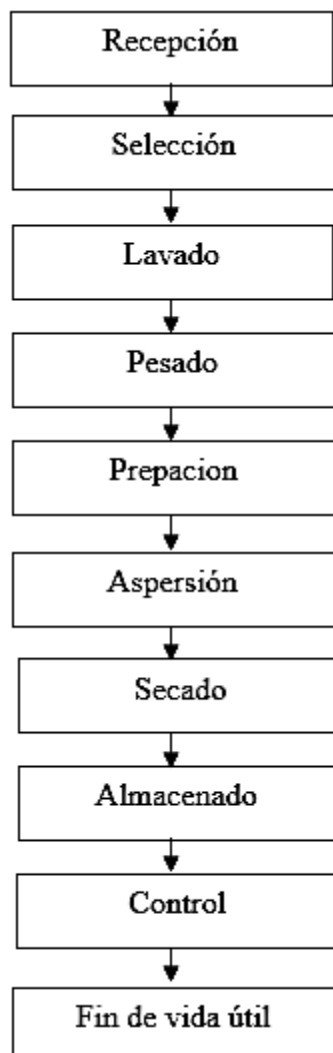 Recepción
Selección
Lavado
Pesado
Prepacion
Aspersión
Secado
Almacenado
Control
Fin de vida útil